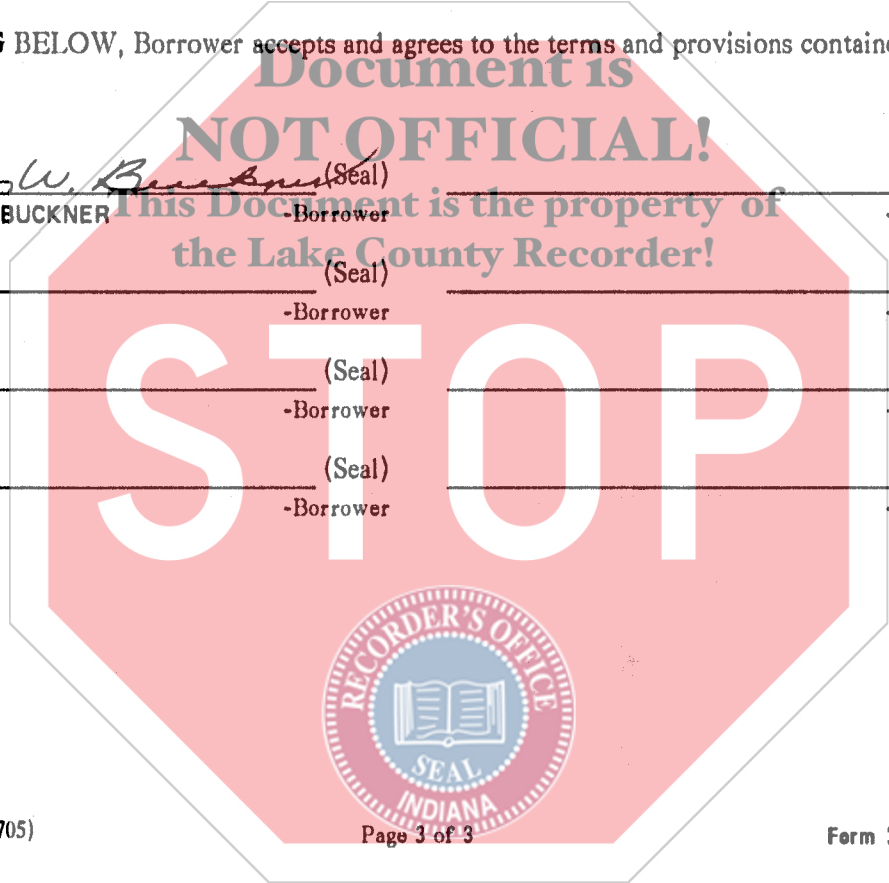 BELOW, Borrower accepts and agrees to the terms and provisions
Document is
NOT OFFICIAL!
W. Buckner (Seal)
BUCKNER -Borrower
This Document is the property of
the Lake County Recorder!
(Seal)
-Borrower
(Seal)
-Borrower
(Seal)
-Borrower
STOP
RECORDER'S OFFICE
SEAL
INDIANA
705) Page 3 of 3 Form